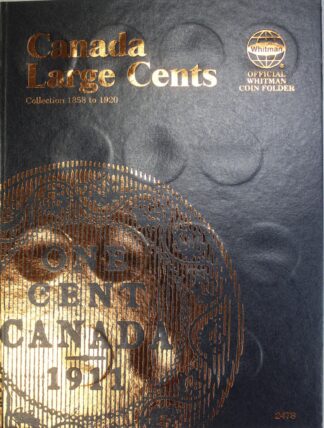 Canada
Large Cents
Collection 1858 to 1920
Whitman
®
OFFICIAL
WHITMAN
COIN FOLDER
ONE
CENT
CANADA
1911
2478